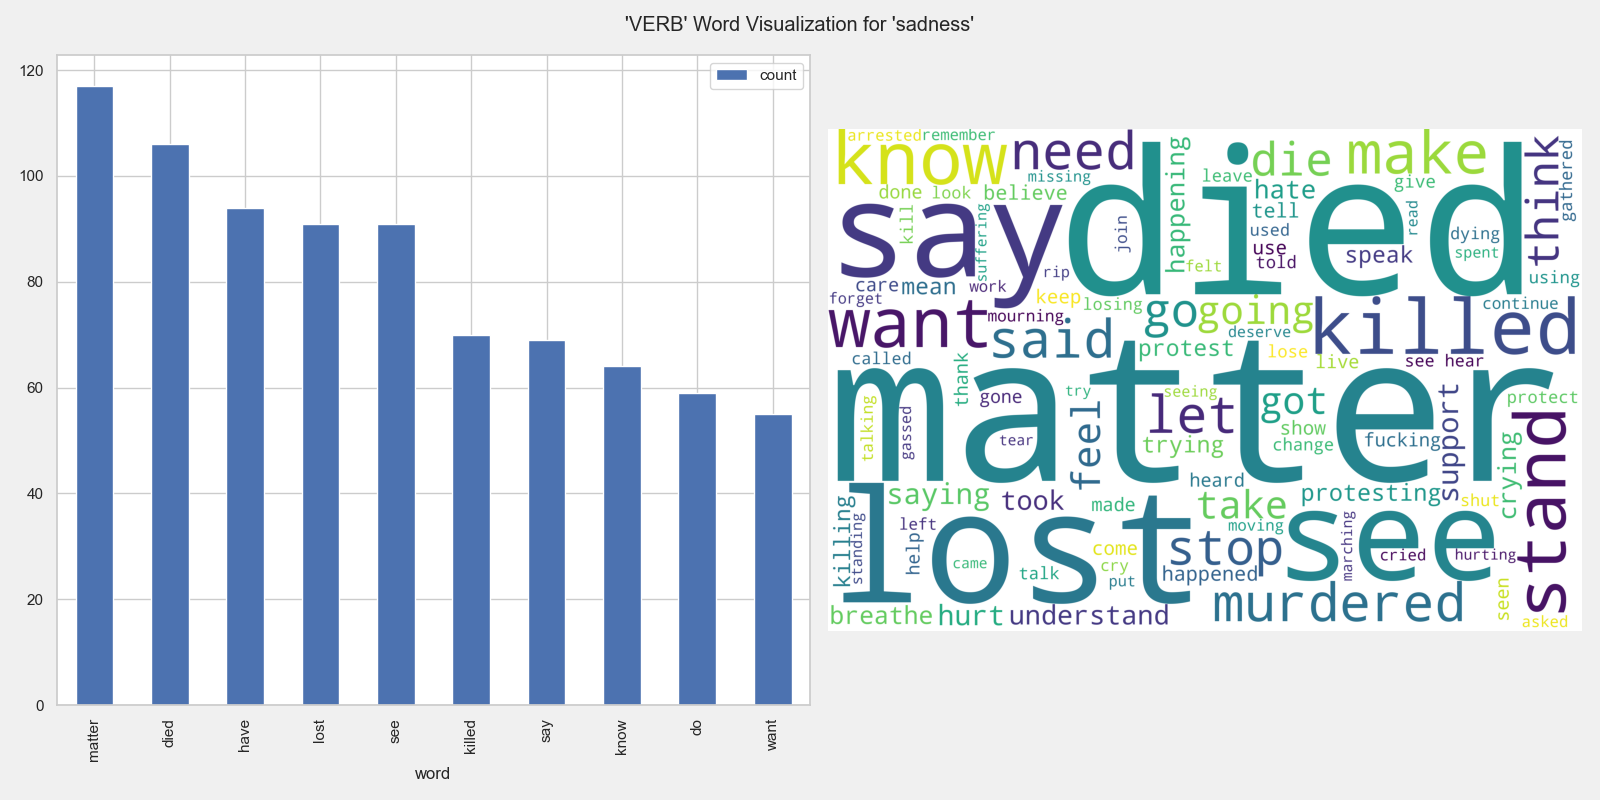 'VERB' Word Visualization for 'sadness'
count
120
100
80
60
40
20
0
matter
died
have
lost
see
killed
say
know
do
want
word
arrested
remember
know
need
die
make
think
gathered
missing
leave
hate
give
done
look
believe
happening
say
died
kill
suffering
join
tell
used
read
dying
use
told
speak
spent
rip
felt
using
care
mean
work
keep
losing
forget
mourning
want
said
go
going
killed
continue
deserve
called
protest
lose
live
see hear
matter
thank
gone
try
seeing
got
support
protect
talking
gassed
tear
feel
let
show
change
fucking
trying
crying
stand
heard
saying
took
made
take
protesting
shut
killing
standing
left
help
lost
moving
see
marching
come
stop
cried
hurting
came
talk
cry
put
happened
seen
breathe
hurt
understand
murdered
asked